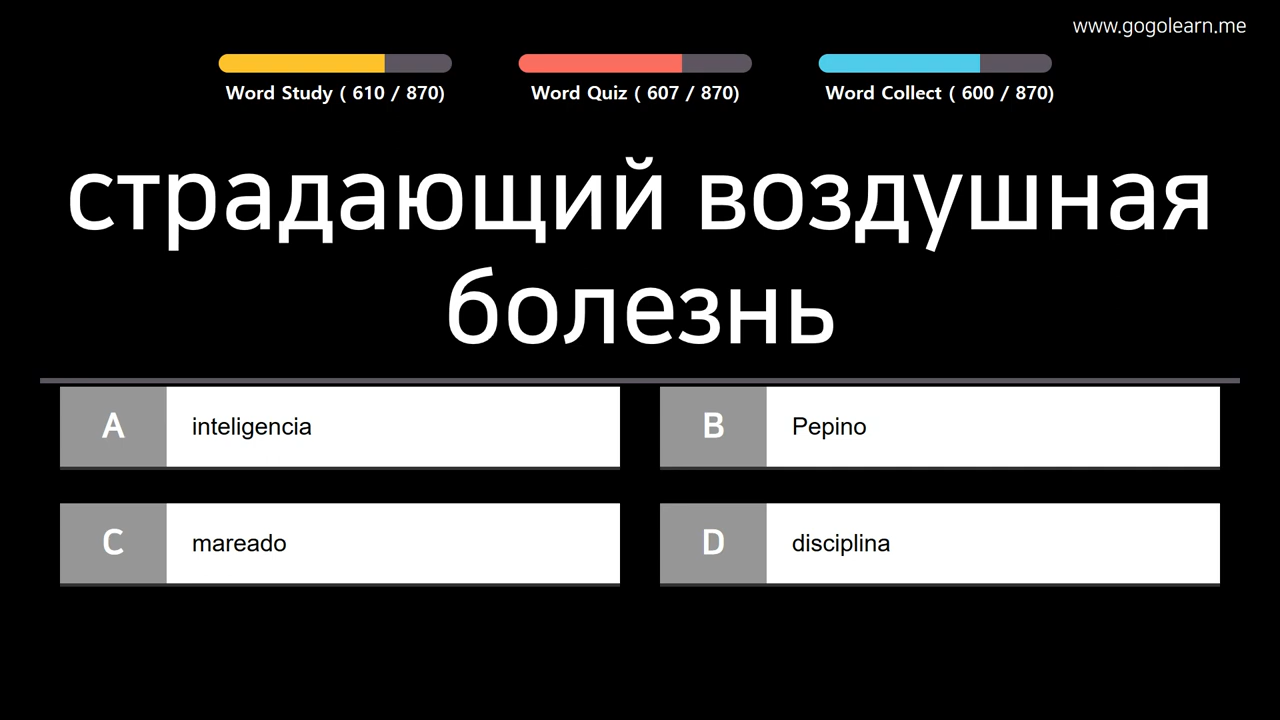 www.gogolearn.me
Word Study ( 610 / 870)
Word Quiz ( 607 / 870)
Word Collect ( 600 / 870)
страдающий воздушная
болезнь
A
inteligencia
B
Pepino
C
mareado
D
disciplina